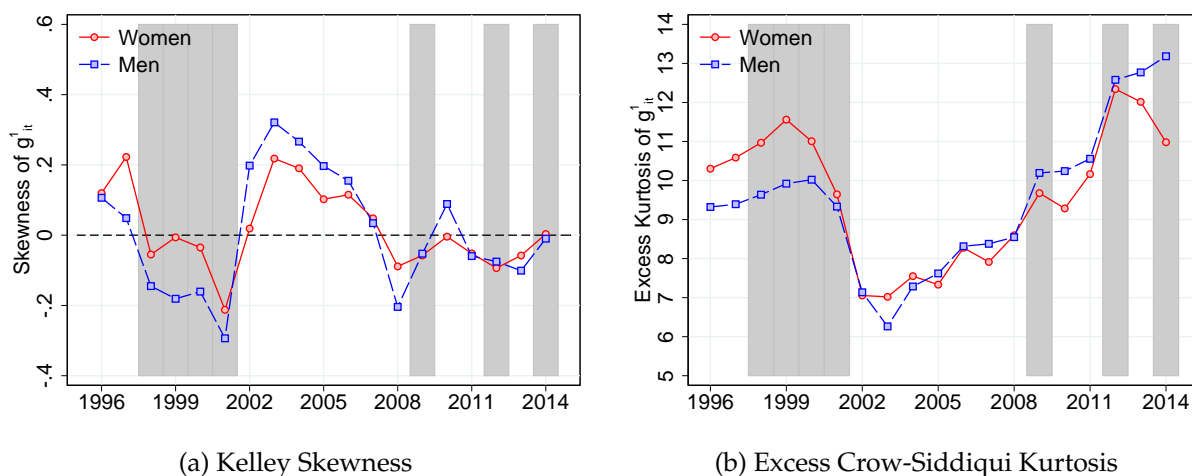 .6
.4
.2
0
-.2
-.4
Skewness of g¹ᵢₜ
Women
Men
1996 1999 2002 2005 2008 2011 2014
(a) Kelley Skewness
14
13
12
11
10
9
8
7
6
5
Excess Kurtosis of g¹ᵢₜ
Women
Men
1996 1999 2002 2005 2008 2011 2014
(b) Excess Crow-Siddiqui Kurtosis